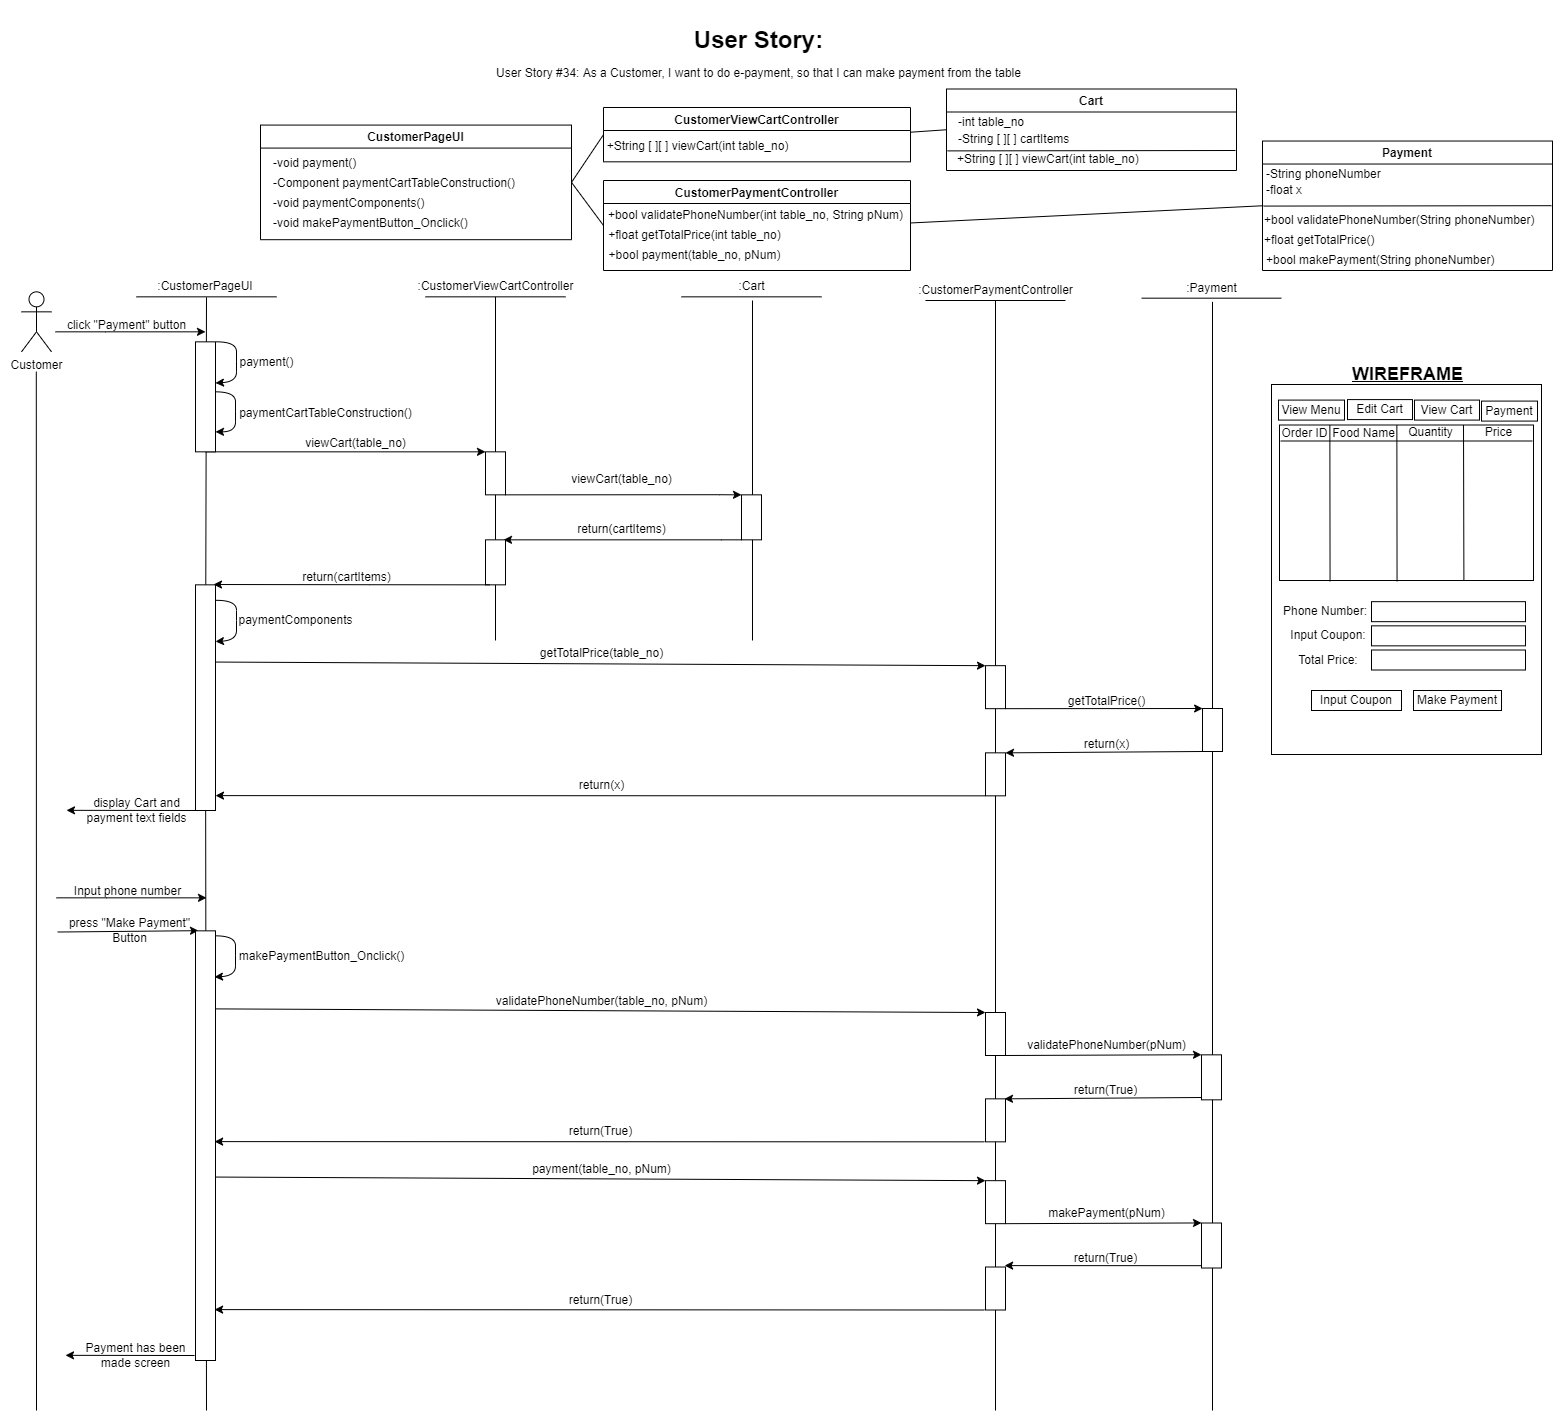 User Story:
User Story #34: As a Customer, I want to do e-payment, so that I can make payment from the table
CustomerPageUI
-void payment()
-Component paymentCartTableConstruction()
-void paymentComponents()
-void makePaymentButton_Onclick()
CustomerViewCartController
+String [ ][ ] viewCart(int table_no)
CustomerPaymentController
+bool validatePhoneNumber(int table_no, String pNum)
+float getTotalPrice(int table_no)
+bool payment(table_no, pNum)
Cart
-int table_no
-String [ ][ ] cartItems
+String [ ][ ] viewCart(int table_no)
Payment
-String phoneNumber
-float x
+bool validatePhoneNumber(String phoneNumber)
+float getTotalPrice()
+bool makePayment(String phoneNumber)
:CustomerPageUI
:CustomerViewCartController
:Cart
:CustomerPaymentController
:Payment
Customer
click "Payment" button
payment()
paymentCartTableConstruction()
viewCart(table_no)
viewCart(table_no)
return(cartItems)
return(cartItems)
paymentComponents
getTotalPrice(table_no)
getTotalPrice()
return(x)
return(x)
display Cart and
payment text fields
Input phone number
press "Make Payment"
Button
makePaymentButton_Onclick()
validatePhoneNumber(table_no, pNum)
validatePhoneNumber(pNum)
return(True)
return(True)
payment(table_no, pNum)
makePayment(pNum)
return(True)
return(True)
Payment has been
made screen
WIREFRAME
View Menu
Edit Cart
View Cart
Payment
Order ID
Food Name
Quantity
Price
Phone Number:
Input Coupon:
Total Price:
Input Coupon
Make Payment